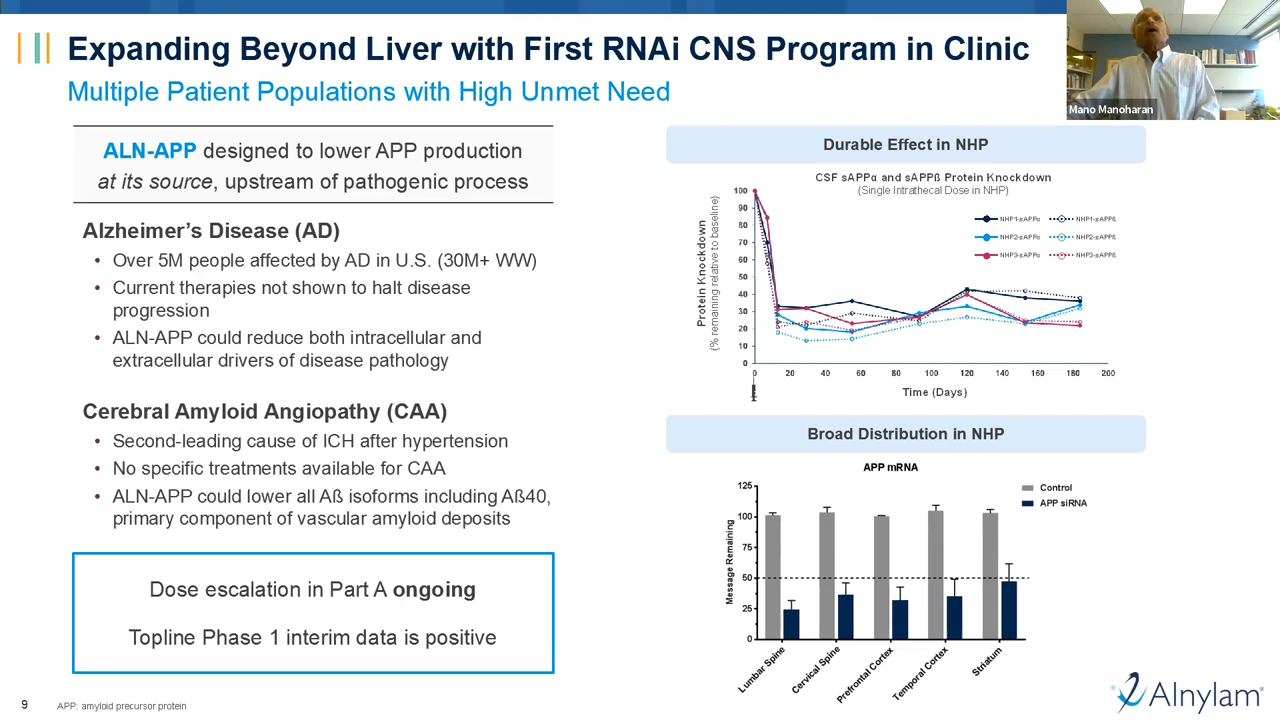 Expanding Beyond Liver with First RNAi CNS Program in Clinic
Multiple Patient Populations with High Unmet Need
Mano Manoharan
ALN-APP designed to lower APP production
at its source, upstream of pathogenic process
Alzheimer's Disease (AD)
• Over 5M people affected by AD in U.S. (30M+ WW)
• Current therapies not shown to halt disease
progression
• ALN-APP could reduce both intracellular and
extracellular drivers of disease pathology
Cerebral Amyloid Angiopathy (CAA)
• Second-leading cause of ICH after hypertension
• No specific treatments available for CAA
• ALN-APP could lower all Aß isoforms including Aß40,
primary component of vascular amyloid deposits
Dose escalation in Part A ongoing
Topline Phase 1 interim data is positive
Durable Effect in NHP
CSF sAPPα and sAPPß Protein Knockdown
(Single Intrathecal Dose in NHP)
Protein Knockdown
(% remaining relative to baseline)
100
90
80
70
60
50
40
30
20
10
0
0 20 40 60 80 100 120 140 160 180 200
Time (Days)
NHP1-sAPPα NHP1-sAPPß
NHP2-sAPPα NHP2-sAPPß
NHP3-sAPPα NHP3-sAPPß
Broad Distribution in NHP
APP mRNA
Message Remaining
125
100
75
50
25
0
Control
APP siRNA
Lumbar Spine
Cervical Spine
Prefrontal Cortex
Temporal Cortex
Striatum
9
APP: amyloid precursor protein
Alnylam